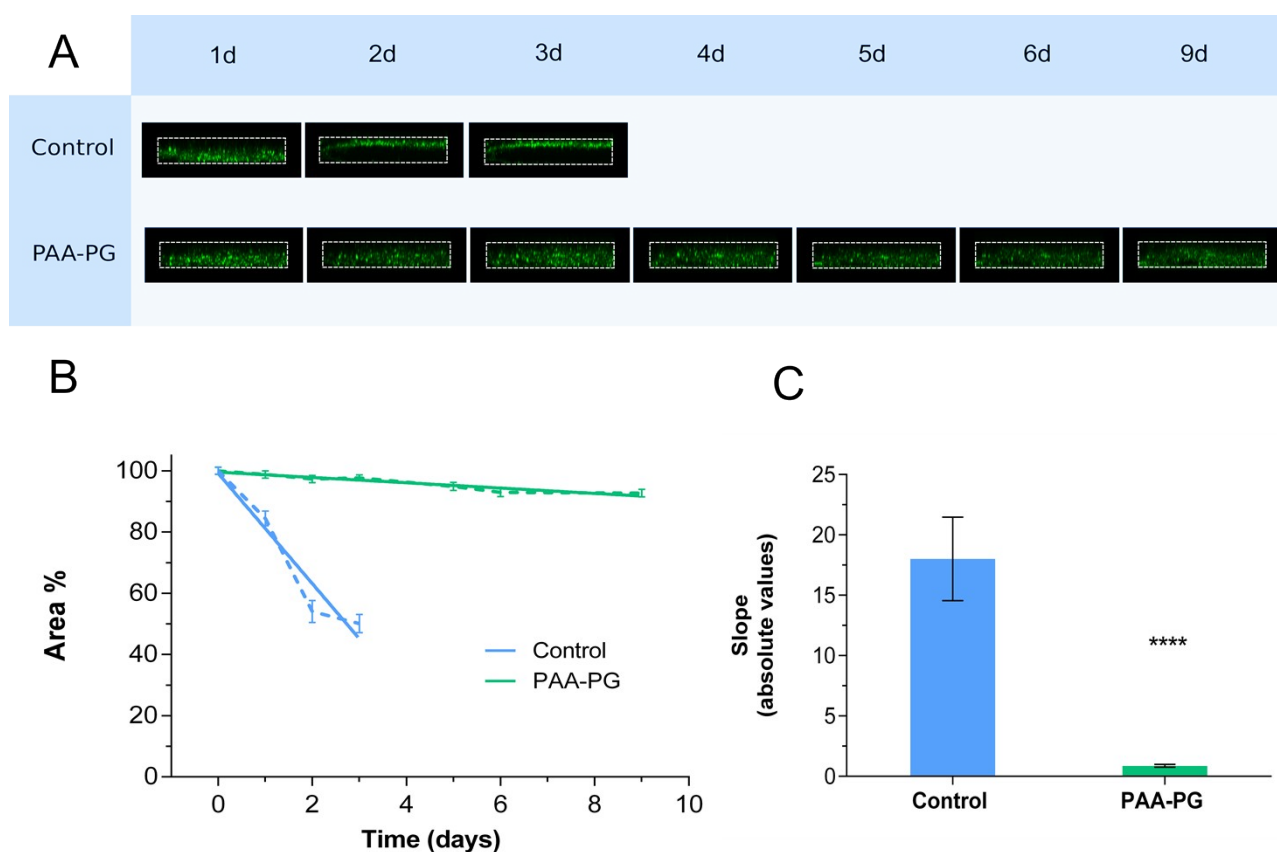 A
1d 2d 3d 4d 5d 6d 9d
Control
PAA-PG
B
100
80
60
40
20
0
0 2 4 6 8 10
Area %
Time (days)
Control
PAA-PG
C
25
20
15
10
5
0
Slope
(absolute values)
****
Control PAA-PG